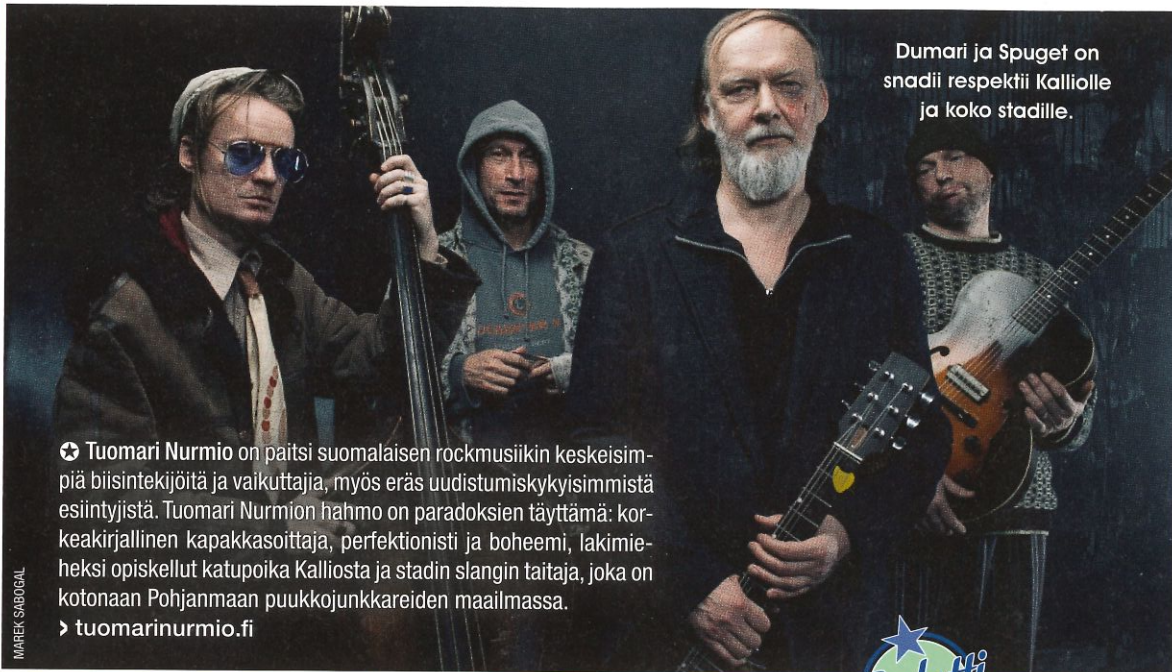 Dumari ja Spuget on
snadii respektii Kalliolle
ja koko stadille.
✪ Tuomari Nurmio on paitsi suomalaisen rockmusiikin keskeisim-
piä biisintekijöitä ja vaikuttajia, myös eräs uudistumiskykyisimmistä
esiintyjistä. Tuomari Nurmion hahmo on paradoksien täyttämä: kor-
keakirjallinen kapakkasoittaja, perfektionisti ja boheemi, lakimie-
heksi opiskellut katupoika Kalliosta ja stadin slangin taitaja, joka on
kotonaan Pohjanmaan puukkojunkkareiden maailmassa.
› tuomarinurmio.fi
MAREK SABOGAL